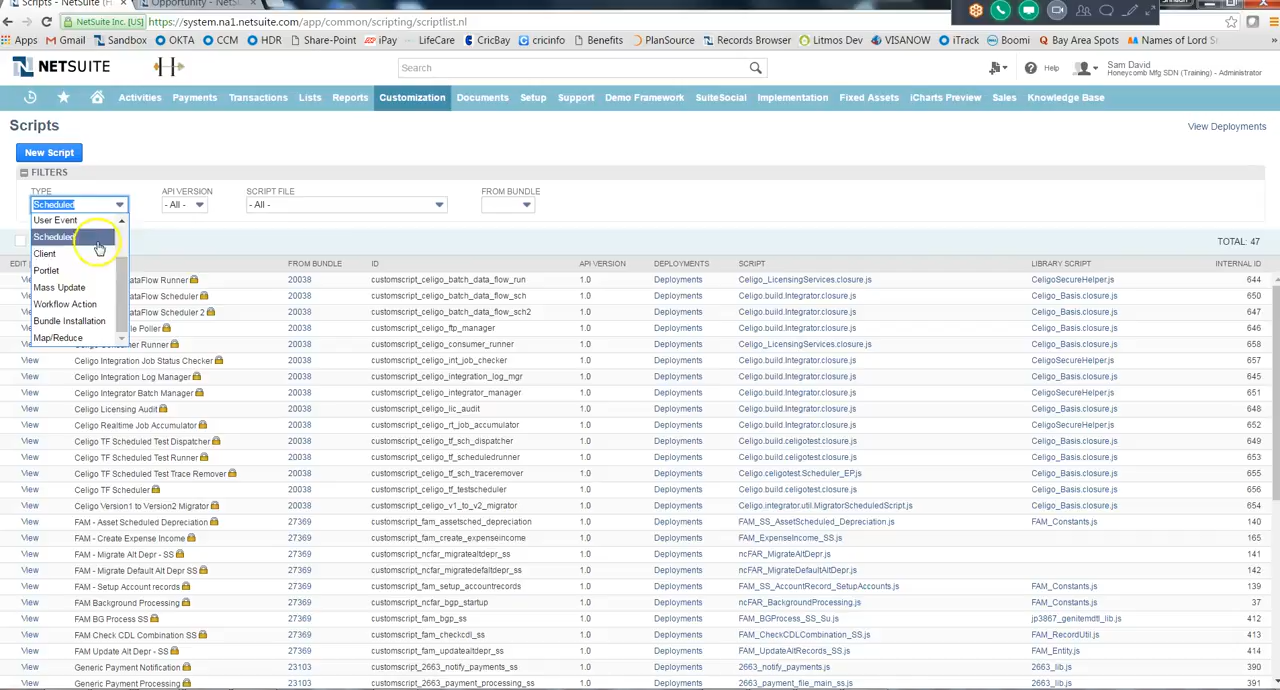 Scripts - NetSuite (
Opportunity - NetSuite
NetSuite Inc. [US] https://system.na1.netsuite.com/app/common/scripting/scriptlist.nl
Apps Gmail Sandbox OKTA CCM HDR Share-Point iPay LifeCare CricBay cricinfo Benefits PlanSource Records Browser Litmos Dev VISANOW iTrack Boomi Bay Area Spots Names of Lord
NETSUITE Search Help Sam David
Honeycomb Mfg SDN (Training) - Administrator
Activities Payments Transactions Lists Reports Customization Documents Setup Support Demo Framework SuiteSocial Implementation Fixed Assets iCharts Preview Sales Knowledge Base
Scripts View Deployments
New Script
FILTERS
TYPE API VERSION SCRIPT FILE FROM BUNDLE
Scheduled - All - - All -
User Event
Scheduled TOTAL: 47
Client
Portlet
Mass Update
Workflow Action
Bundle Installation
Map/Reduce
EDIT FROM BUNDLE ID API VERSION DEPLOYMENTS SCRIPT LIBRARY SCRIPT INTERNAL ID
DataFlow Runner 20038 customscript_celigo_batch_data_flow_run 1.0 Deployments Celigo_LicensingServices.closure.js CeligoSecureHelper.js 644
DataFlow Scheduler 20038 customscript_celigo_batch_data_flow_sch 1.0 Deployments Celigo.build.Integrator.closure.js Celigo_Basis.closure.js 650
DataFlow Scheduler 2 20038 customscript_celigo_batch_data_flow_sch2 1.0 Deployments Celigo.build.Integrator.closure.js Celigo_Basis.closure.js 647
Poller 20038 customscript_celigo_ftp_manager 1.0 Deployments Celigo.build.Integrator.closure.js Celigo_Basis.closure.js 646
Runner 20038 customscript_celigo_consumer_runner 1.0 Deployments Celigo_LicensingServices.closure.js Celigo_Basis.closure.js 658
View Celigo Integration Job Status Checker 20038 customscript_celigo_int_job_checker 1.0 Deployments Celigo.build.Integrator.closure.js CeligoSecureHelper.js 657
View Celigo Integration Log Manager 20038 customscript_celigo_integration_log_mgr 1.0 Deployments Celigo.build.Integrator.closure.js Celigo_Basis.closure.js 645
View Celigo Integrator Batch Manager 20038 customscript_celigo_integrator_manager 1.0 Deployments Celigo.build.Integrator.closure.js CeligoSecureHelper.js 651
View Celigo Licensing Audit 20038 customscript_celigo_lic_audit 1.0 Deployments Celigo.build.Integrator.closure.js Celigo_Basis.closure.js 648
View Celigo Realtime Job Accumulator 20038 customscript_celigo_rt_job_accumulator 1.0 Deployments Celigo.build.Integrator.closure.js CeligoSecureHelper.js 652
View Celigo TF Scheduled Test Dispatcher 20038 customscript_celigo_tf_sch_dispatcher 1.0 Deployments Celigo.build.celigotest.closure.js Celigo_Basis.closure.js 649
View Celigo TF Scheduled Test Runner 20038 customscript_celigo_tf_scheduledrunner 1.0 Deployments Celigo.build.celigotest.closure.js Celigo_Basis.closure.js 653
View Celigo TF Scheduled Test Trace Remover 20038 customscript_celigo_tf_sch_traceremover 1.0 Deployments Celigo.celigotest.Scheduler_EP.js Celigo_Basis.closure.js 655
View Celigo TF Scheduler 20038 customscript_celigo_tf_testscheduler 1.0 Deployments Celigo.build.celigotest.closure.js Celigo_Basis.closure.js 656
View Celigo Version1 to Version2 Migrator 20038 customscript_celigo_v1_to_v2_migrator 1.0 Deployments Celigo.integrator.util.MigratorScheduledScript.js Celigo_Basis.closure.js 654
View FAM - Asset Scheduled Depreciation 27369 customscript_fam_assetsched_depreciation 1.0 Deployments FAM_SS_AssetScheduled_Depreciation.js FAM_Constants.js 140
View FAM - Create Expense Income 27369 customscript_fam_create_expenseincome 1.0 Deployments FAM_ExpenseIncome_SS.js 165
View FAM - Migrate Alt Depr - SS 27369 customscript_ncfar_migratealtdepr_ss 1.0 Deployments ncFAR_MigrateAltDepr.js 141
View FAM - Migrate Default Alt Depr SS 27369 customscript_ncfar_migratedefaltdepr_ss 1.0 Deployments ncFAR_MigrateDefaultAltDepr.js 142
View FAM - Setup Account records 27369 customscript_fam_setup_accountrecords 1.0 Deployments FAM_SS_AccountRecord_SetupAccounts.js FAM_Constants.js 139
View FAM Background Processing 27369 customscript_ncfar_bgp_startup 1.0 Deployments ncFAR_BackgroundProcessing.js FAM_Constants.js 37
View FAM BG Process SS 27369 customscript_fam_bgp_ss 1.0 Deployments FAM_BGProcess_SS_Su.js jp3867_genitemdtl_lib.js 412
View FAM Check CDL Combination SS 27369 customscript_fam_checkcdl_ss 1.0 Deployments FAM_CheckCDLCombination_SS.js FAM_RecordUtil.js 413
View FAM Update Alt Depr - SS 27369 customscript_fam_updatealtdepr_ss 1.0 Deployments FAM_UpdateAltRecords_SS.js FAM_Entity.js 414
View Generic Payment Notification 23103 customscript_2663_notify_payments_ss 1.0 Deployments 2663_notify_payments.js 2663_lib.js 390
View Generic Payment Processing 23103 customscript_2663_payment_processing_ss 1.0 Deployments 2663_payment_file_main_ss.js 2663_lib.js 391